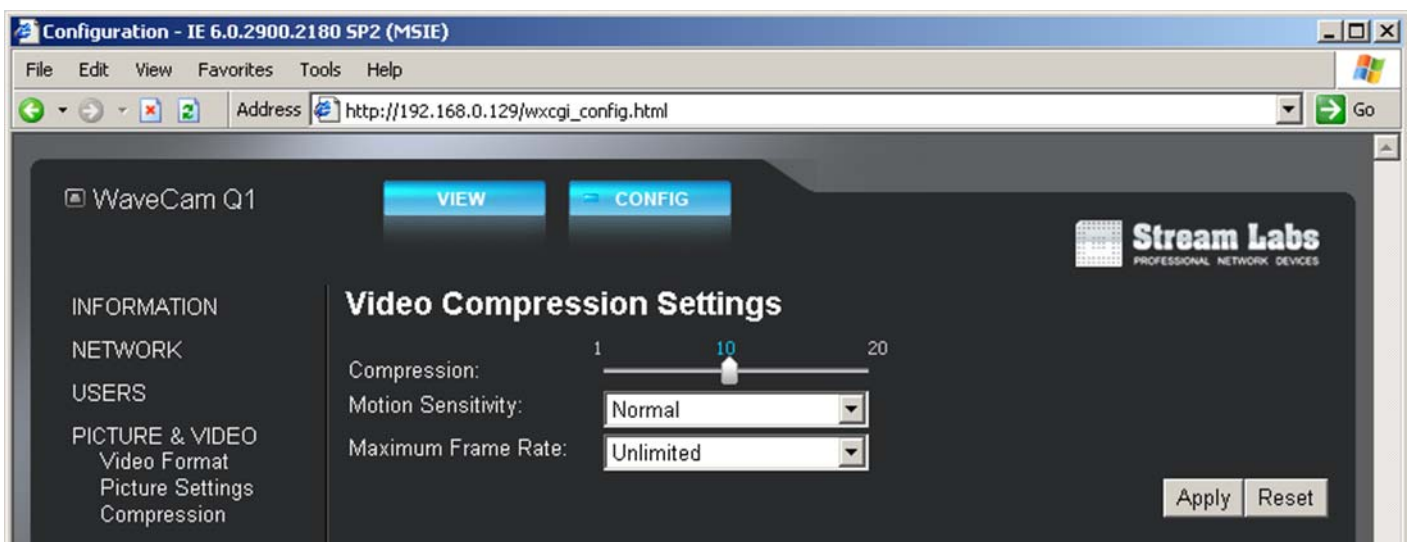 Configuration - IE 6.0.2900.2180 SP2 (MSIE)
File Edit View Favorites Tools Help
Address http://192.168.0.129/wxcgi_config.html Go
WaveCam Q1
VIEW CONFIG
Stream Labs
PROFESSIONAL NETWORK DEVICES
INFORMATION
NETWORK
USERS
PICTURE & VIDEO
Video Format
Picture Settings
Compression
Video Compression Settings
1 10 20
Compression:
Motion Sensitivity: Normal
Maximum Frame Rate: Unlimited
Apply Reset